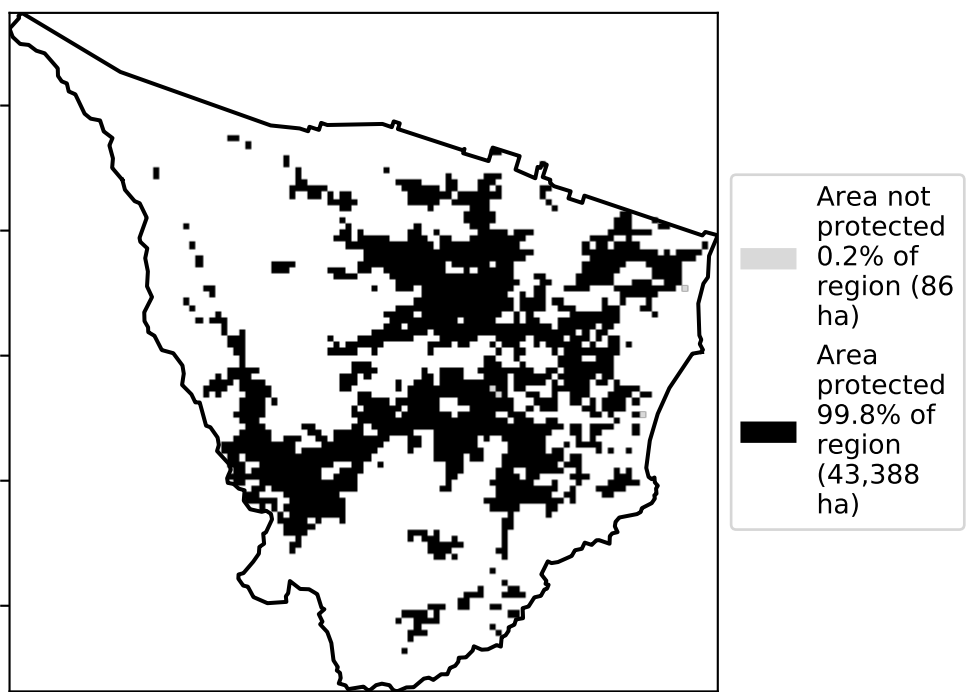 Area not
protected
0.2% of
region (86
ha)
Area
protected
99.8% of
region
(43,388
ha)